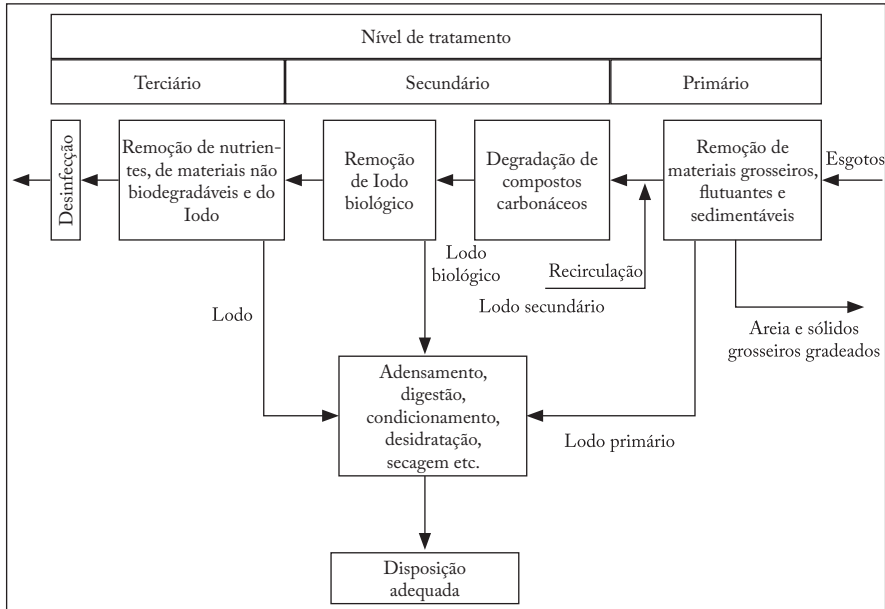 Nível de tratamento
Terciário
Secundário
Primário
Desinfecção
Remoção de nutrien-
tes, de materiais não
biodegradáveis e do
Iodo
Remoção
de Iodo
biológico
Degradação de
compostos
carbonáceos
Remoção de
materiais grosseiros,
flutuantes e
sedimentáveis
Esgotos
Lodo
biológico
Recirculação
Lodo secundário
Lodo
Areia e sólidos
grosseiros gradeados
Adensamento,
digestão,
condicionamento,
desidratação,
secagem etc.
Lodo primário
Disposição
adequada